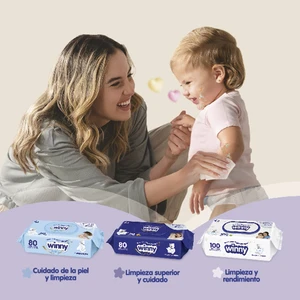 80
winny
80
winny
100
winny
Cuidado de la piel
y limpieza
Limpieza superior
y cuidado
Limpieza y
rendimiento